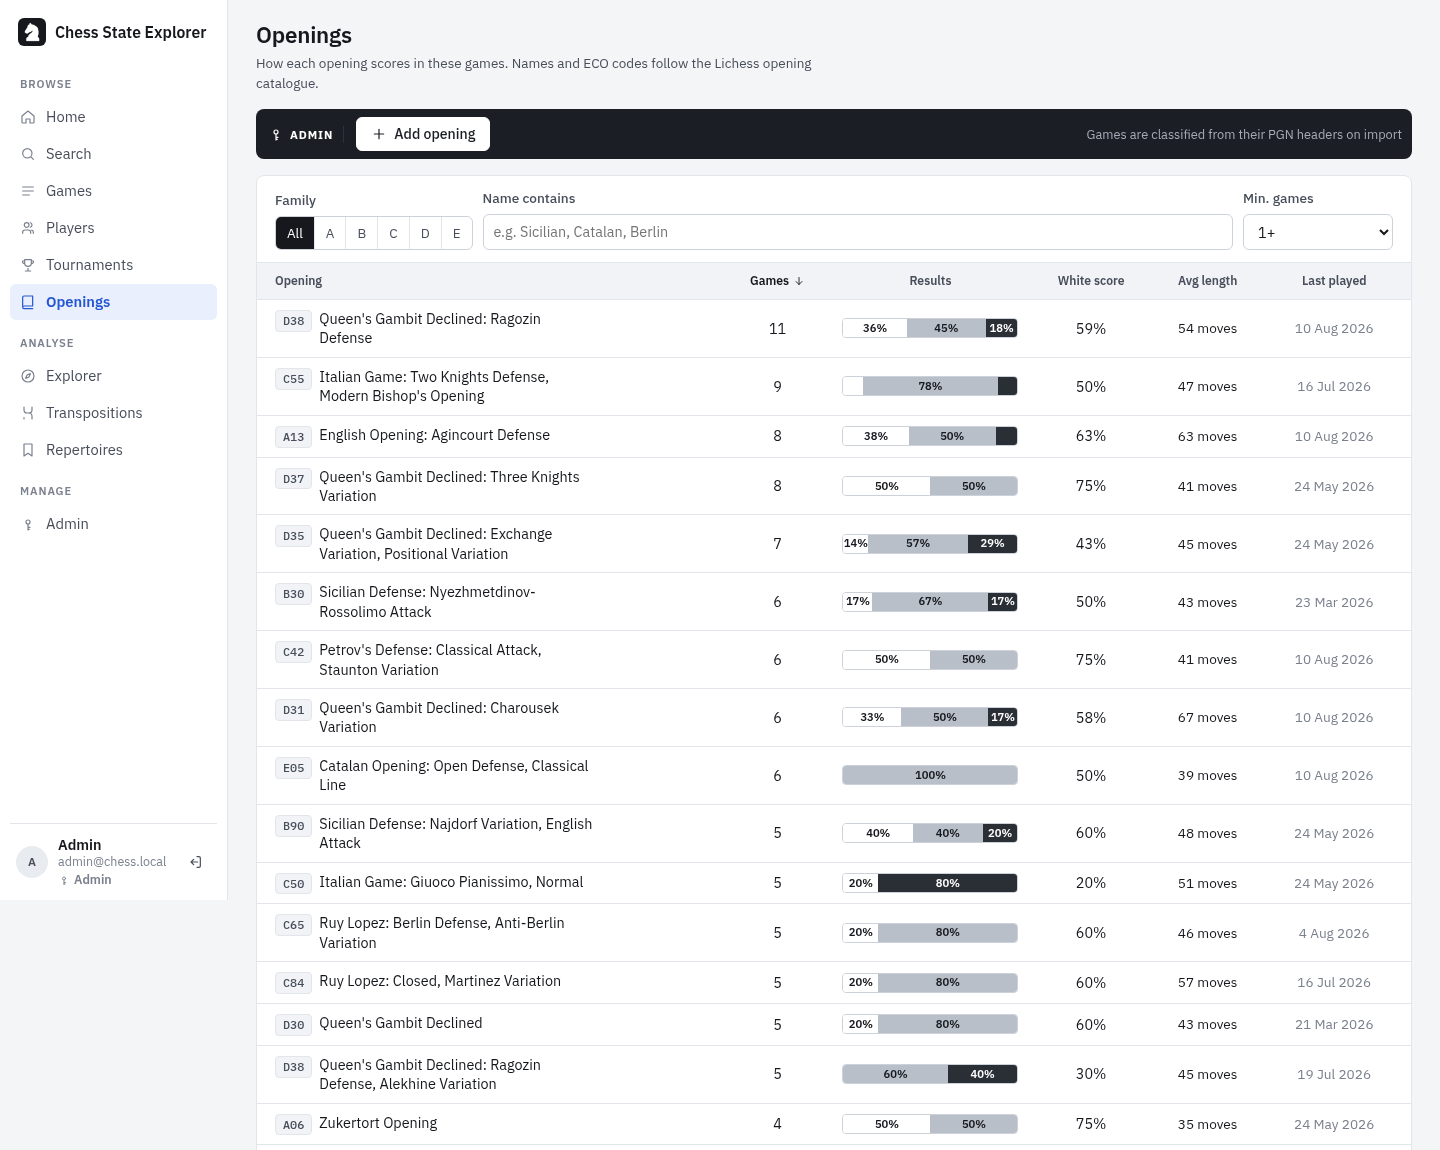 Chess State Explorer
BROWSE
Home
Search
Games
Players
Tournaments
Openings
ANALYSE
Explorer
Transpositions
Repertoires
MANAGE
Admin
A
Admin
admin@chess.local
Admin
Openings
How each opening scores in these games. Names and ECO codes follow the Lichess opening
catalogue.
ADMIN
Add opening
Games are classified from their PGN headers on import
Family
Name contains
Min. games
All A B C D E
e.g. Sicilian, Catalan, Berlin
1+
Opening Games ↓ Results White score Avg length Last played
D38 Queen's Gambit Declined: Ragozin
Defense
11 36% 45% 18% 59% 54 moves 10 Aug 2026
C55 Italian Game: Two Knights Defense,
Modern Bishop's Opening
9 78% 50% 47 moves 16 Jul 2026
A13 English Opening: Agincourt Defense 8 38% 50% 63% 63 moves 10 Aug 2026
D37 Queen's Gambit Declined: Three Knights
Variation
8 50% 50% 75% 41 moves 24 May 2026
D35 Queen's Gambit Declined: Exchange
Variation, Positional Variation
7 14% 57% 29% 43% 45 moves 24 May 2026
B30 Sicilian Defense: Nyezhmetdinov-
Rossolimo Attack
6 17% 67% 17% 50% 43 moves 23 Mar 2026
C42 Petrov's Defense: Classical Attack,
Staunton Variation
6 50% 50% 75% 41 moves 10 Aug 2026
D31 Queen's Gambit Declined: Charousek
Variation
6 33% 50% 17% 58% 67 moves 10 Aug 2026
E05 Catalan Opening: Open Defense, Classical
Line
6 100% 50% 39 moves 10 Aug 2026
B90 Sicilian Defense: Najdorf Variation, English
Attack
5 40% 40% 20% 60% 48 moves 24 May 2026
C50 Italian Game: Giuoco Pianissimo, Normal 5 20% 80% 20% 51 moves 24 May 2026
C65 Ruy Lopez: Berlin Defense, Anti-Berlin
Variation
5 20% 80% 60% 46 moves 4 Aug 2026
C84 Ruy Lopez: Closed, Martinez Variation 5 20% 80% 60% 57 moves 16 Jul 2026
D30 Queen's Gambit Declined 5 20% 80% 60% 43 moves 21 Mar 2026
D38 Queen's Gambit Declined: Ragozin
Defense, Alekhine Variation
5 60% 40% 30% 45 moves 19 Jul 2026
A06 Zukertort Opening 4 50% 50% 75% 35 moves 24 May 2026